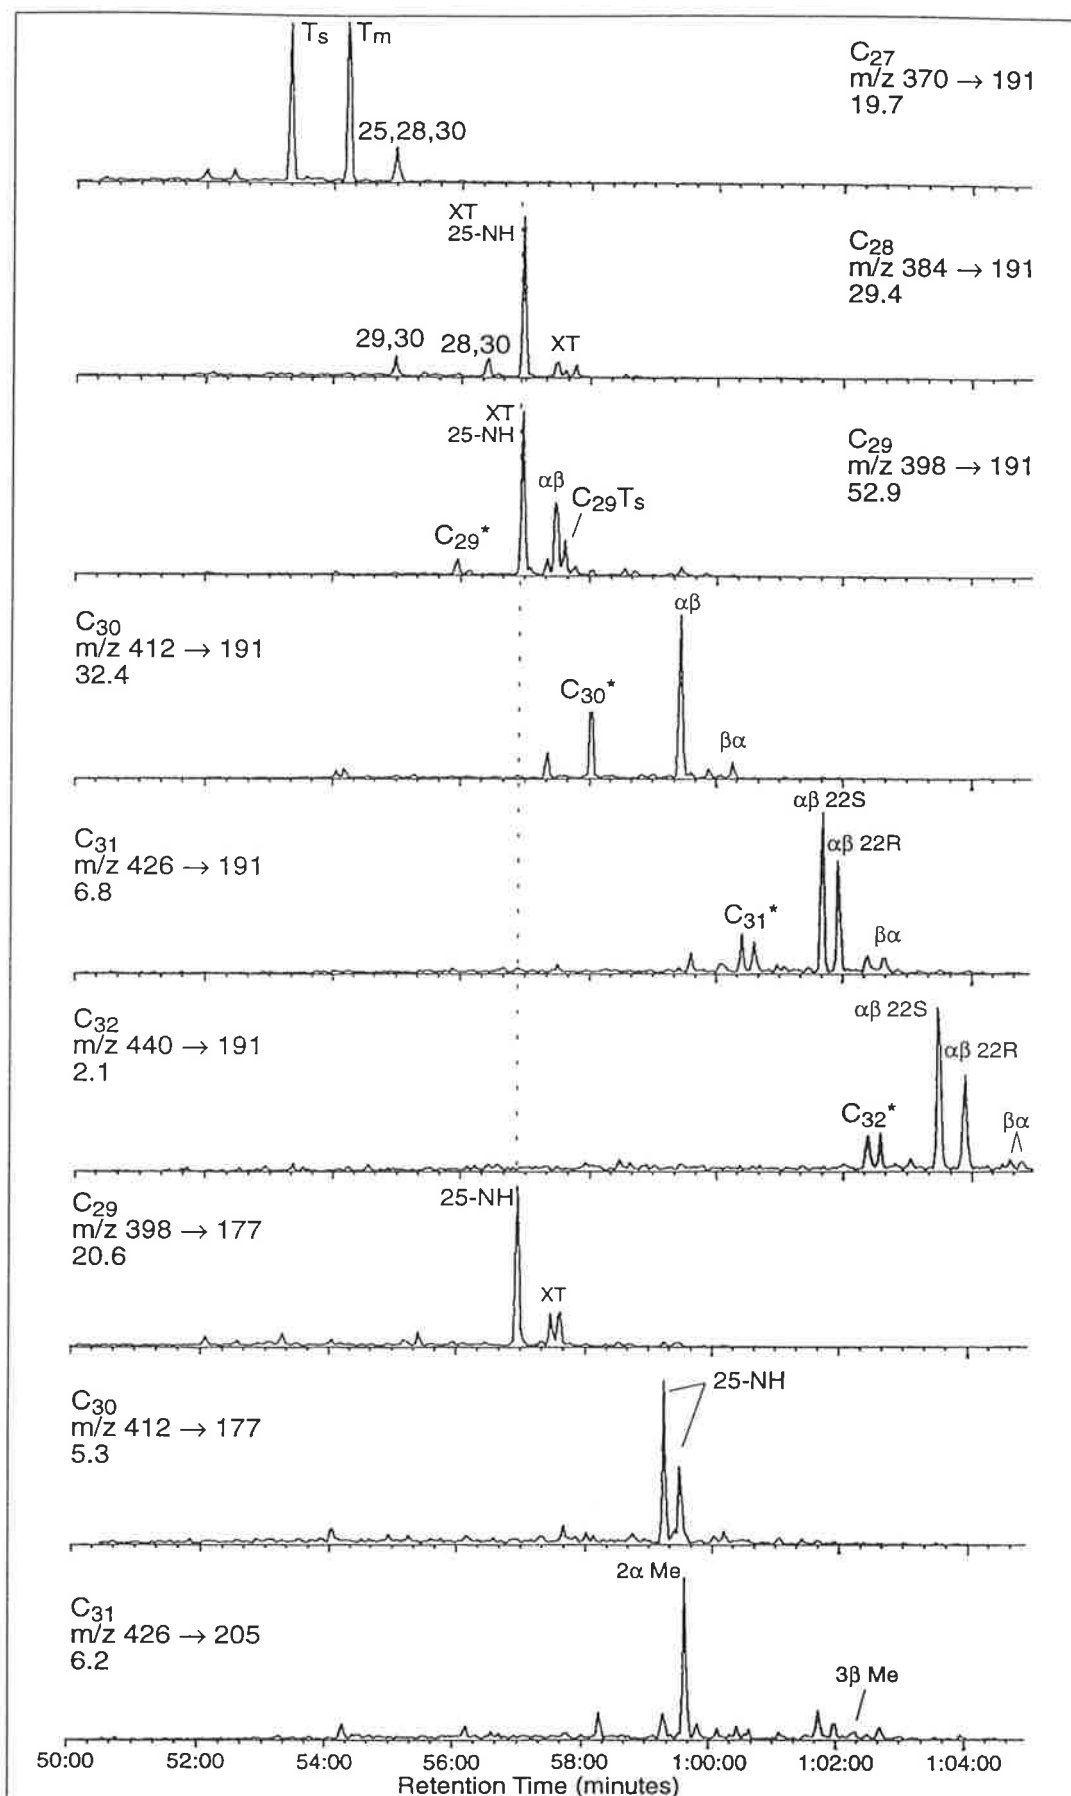 Ts Tm
25,28,30
C27
m/z 370 → 191
19.7
XT
25-NH
29,30 28,30 XT
C28
m/z 384 → 191
29.4
XT
25-NH
αβ
C29Ts
C29*
C29
m/z 398 → 191
52.9
C30
m/z 412 → 191
32.4
αβ
C30*
βα
C31
m/z 426 → 191
6.8
αβ 22S
αβ 22R
C31*
βα
C32
m/z 440 → 191
2.1
αβ 22S
αβ 22R
C32*
βα
C29
m/z 398 → 177
20.6
25-NH
XT
C30
m/z 412 → 177
5.3
25-NH
C31
m/z 426 → 205
6.2
2α Me
3β Me
50:00 52:00 54:00 56:00 58:00 1:00:00 1:02:00 1:04:00
Retention Time (minutes)